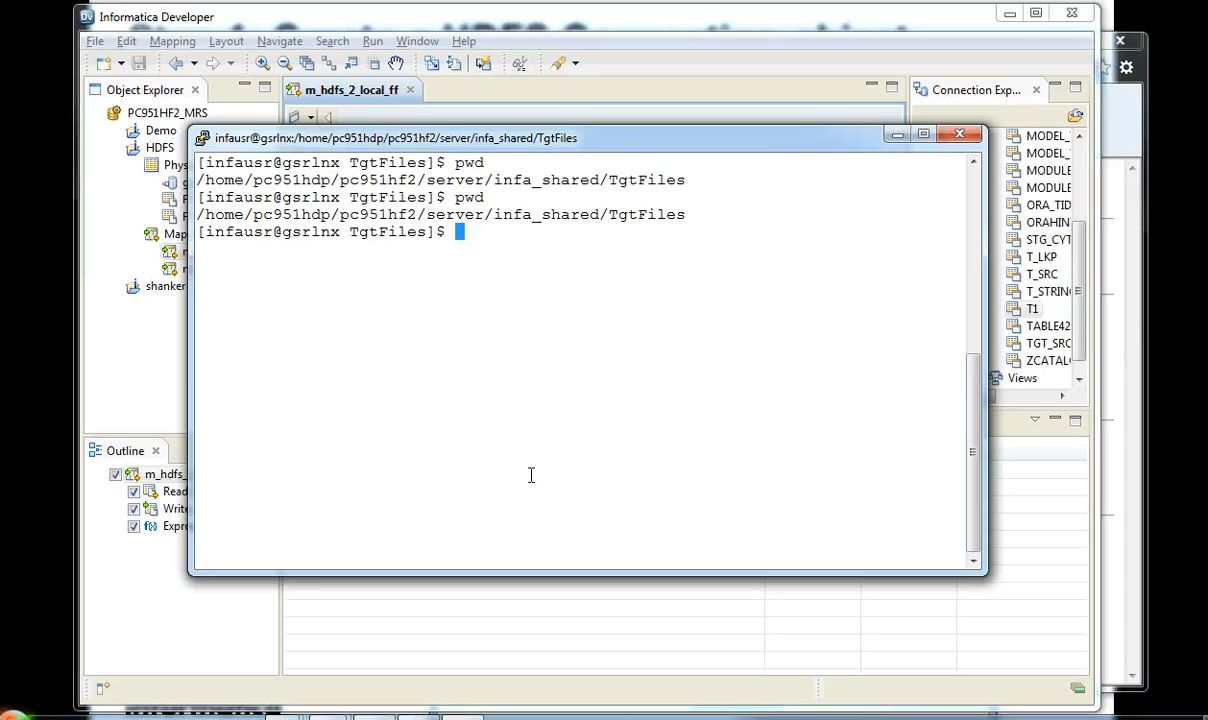 Informatica Developer
File Edit Mapping Layout Navigate Search Run Window Help
Object Explorer
m_hdfs_2_local_ff
Connection Exp...
PC951HF2_MRS
Demo
HDFS
shanker
infausr@gsrlnx:/home/pc951hdp/pc951hf2/server/infa_shared/TgtFiles
[infausr@gsrlnx TgtFiles]$ pwd
/home/pc951hdp/pc951hf2/server/infa_shared/TgtFiles
[infausr@gsrlnx TgtFiles]$ pwd
/home/pc951hdp/pc951hf2/server/infa_shared/TgtFiles
[infausr@gsrlnx TgtFiles]$
MODEL_
MODEL_
MODULE
MODULE
ORA_TID
ORAHIN
STG_CYT
T_LKP
T_SRC
T_STRIN
T1
TABLE42
TGT_SRC
ZCATAL
Views
Outline
m_hdfs_
Read
Write
Expre